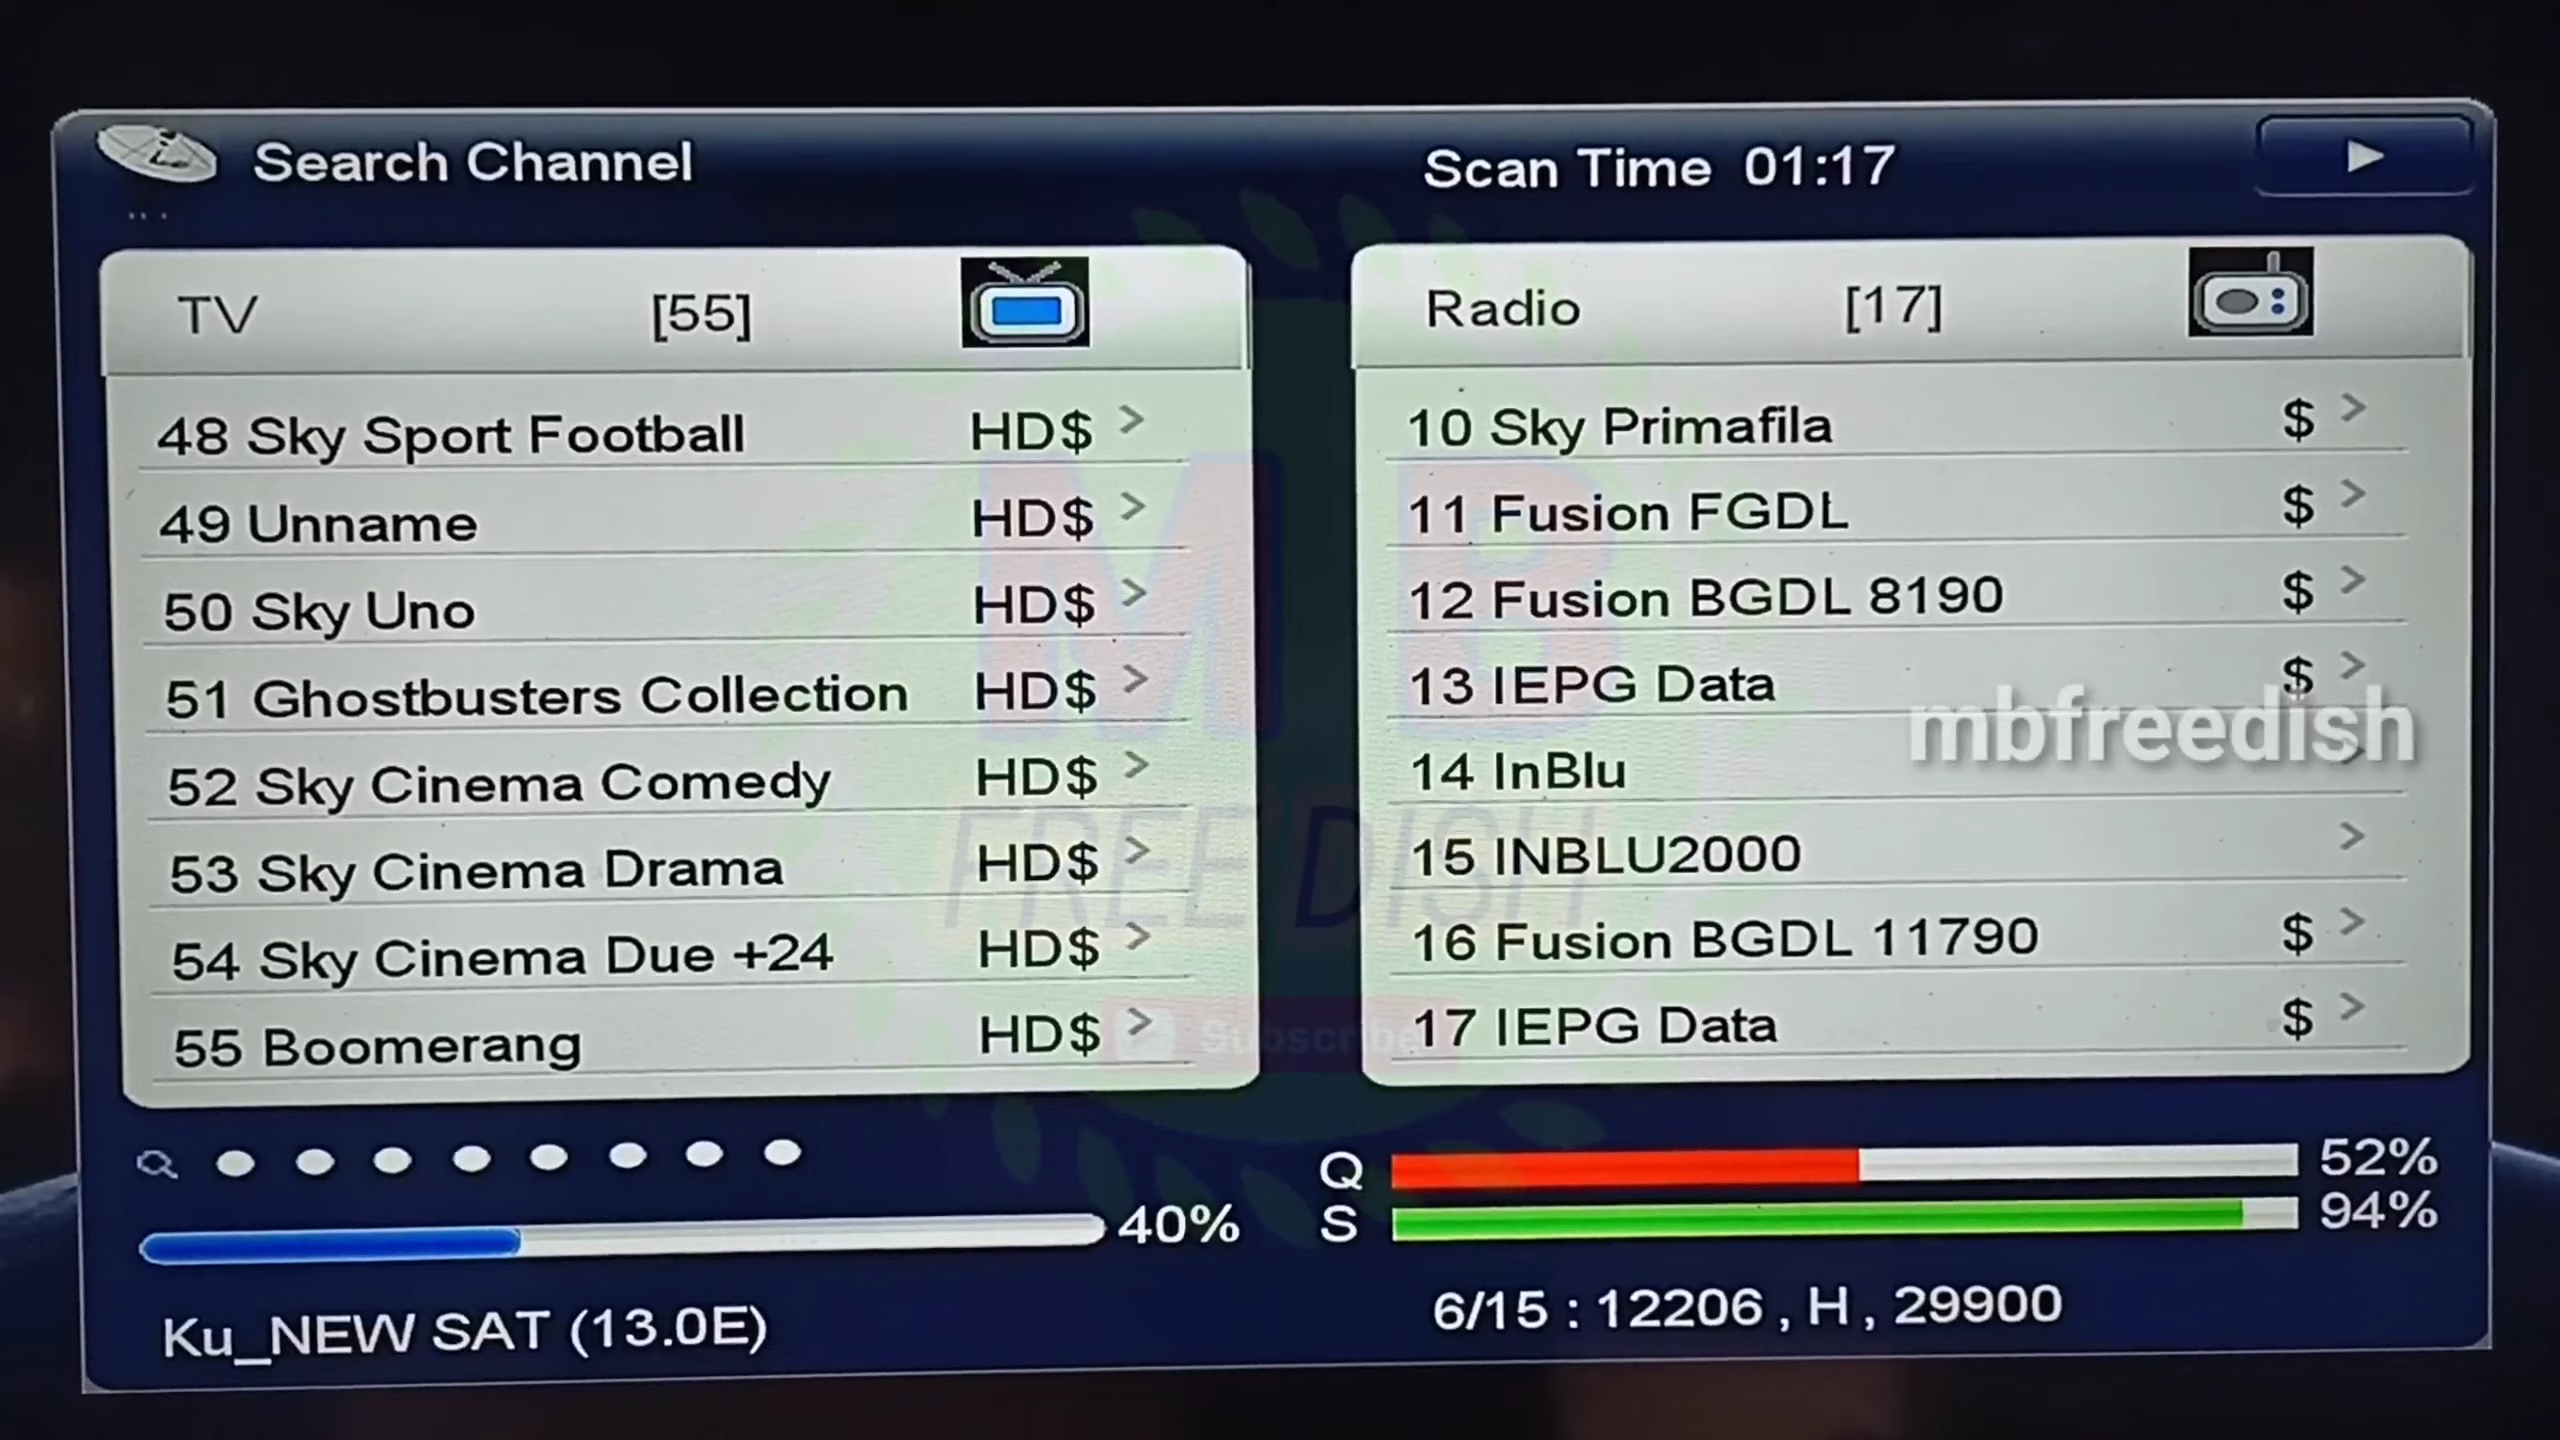 Search Channel
Scan Time 01:17
TV [55]
48 Sky Sport Football HD$ >
49 Unname HD$ >
50 Sky Uno HD$ >
51 Ghostbusters Collection HD$ >
52 Sky Cinema Comedy HD$ >
53 Sky Cinema Drama HD$ >
54 Sky Cinema Due +24 HD$ >
55 Boomerang HD$ >
Radio [17]
10 Sky Primafila $ >
11 Fusion FGDL $ >
12 Fusion BGDL 8190 $ >
13 IEPG Data $ >
14 InBlu >
15 INBLU2000 >
16 Fusion BGDL 11790 $ >
17 IEPG Data $ >
mbfreedish
MB
FREE DISH
Subscribe
40%
Q 52%
S 94%
Ku_NEW SAT (13.0E)
6/15 : 12206 , H , 29900